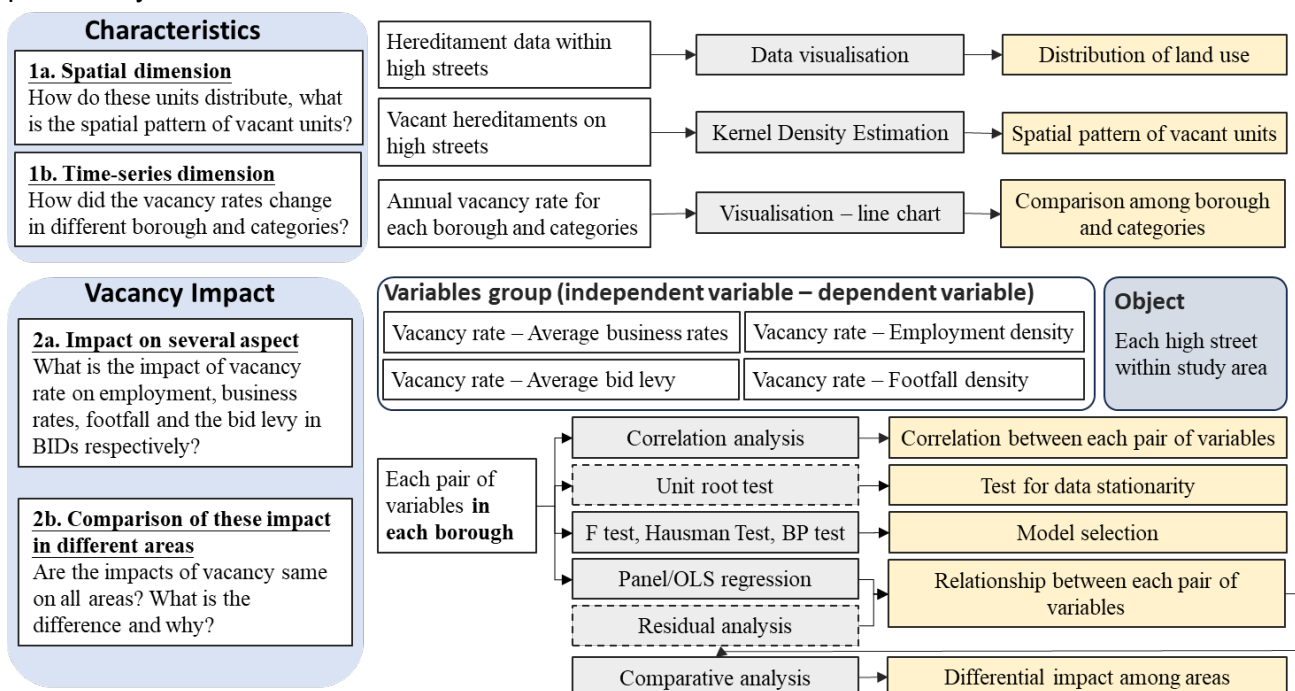 Characteristics
1a. Spatial dimension
How do these units distribute, what
is the spatial pattern of vacant units?
1b. Time-series dimension
How did the vacancy rates change
in different borough and categories?
Hereditament data within
high streets
Data visualisation
Distribution of land use
Vacant hereditaments on
high streets
Kernel Density Estimation
Spatial pattern of vacant units
Annual vacancy rate for
each borough and categories
Visualisation – line chart
Comparison among borough
and categories
Vacancy Impact
2a. Impact on several aspect
What is the impact of vacancy
rate on employment, business
rates, footfall and the bid levy in
BIDs respectively?
2b. Comparison of these impact
in different areas
Are the impacts of vacancy same
on all areas? What is the
difference and why?
Variables group (independent variable – dependent variable)
Vacancy rate – Average business rates
Vacancy rate – Employment density
Vacancy rate – Average bid levy
Vacancy rate – Footfall density
Object
Each high street
within study area
Each pair of
variables in
each borough
Correlation analysis
Correlation between each pair of variables
Unit root test
Test for data stationarity
F test, Hausman Test, BP test
Model selection
Panel/OLS regression
Residual analysis
Relationship between each pair of
variables
Comparative analysis
Differential impact among areas